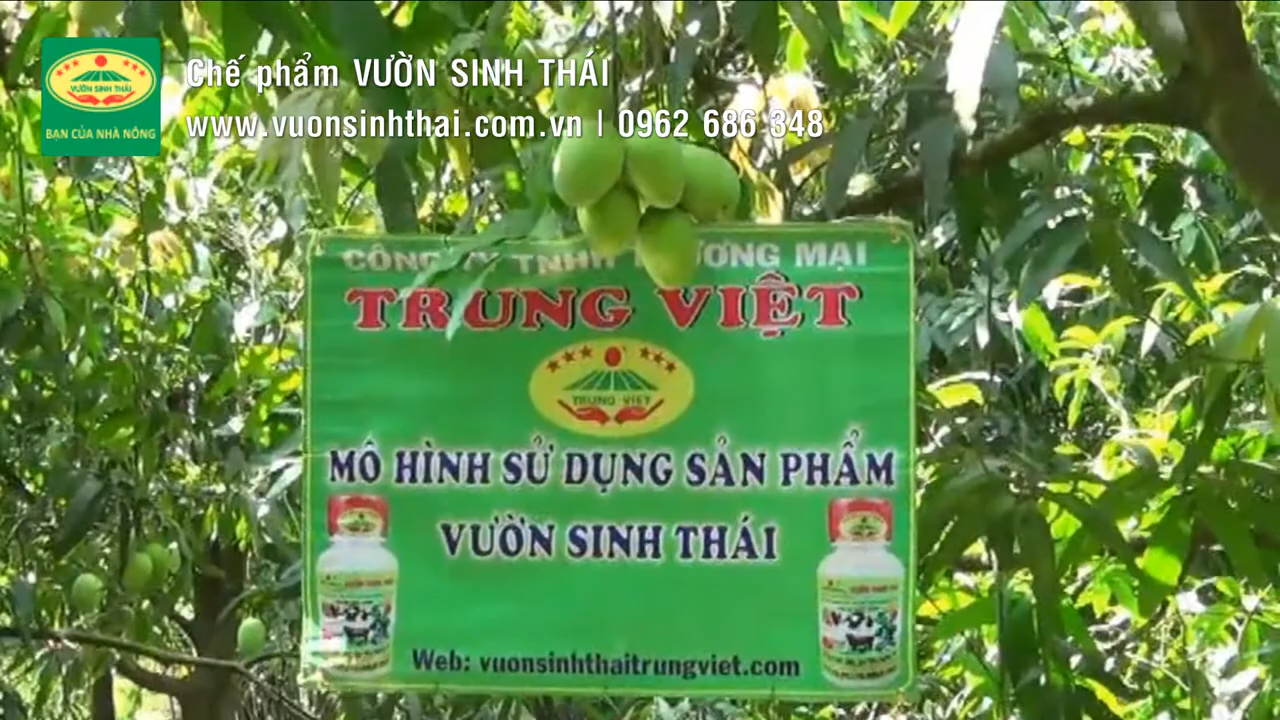 VƯỜN SINH THÁI
BẠN CỦA NHÀ NÔNG
Chế phẩm VƯỜN SINH THÁI
www.vuonsinhthai.com.vn | 0962 686 348
CÔNG TY TNHH THƯƠNG MẠI
TRUNG VIỆT
TRUNG VIỆT
MÔ HÌNH SỬ DỤNG SẢN PHẨM
VƯỜN SINH THÁI
Web: vuonsinhthaitrungviet.com